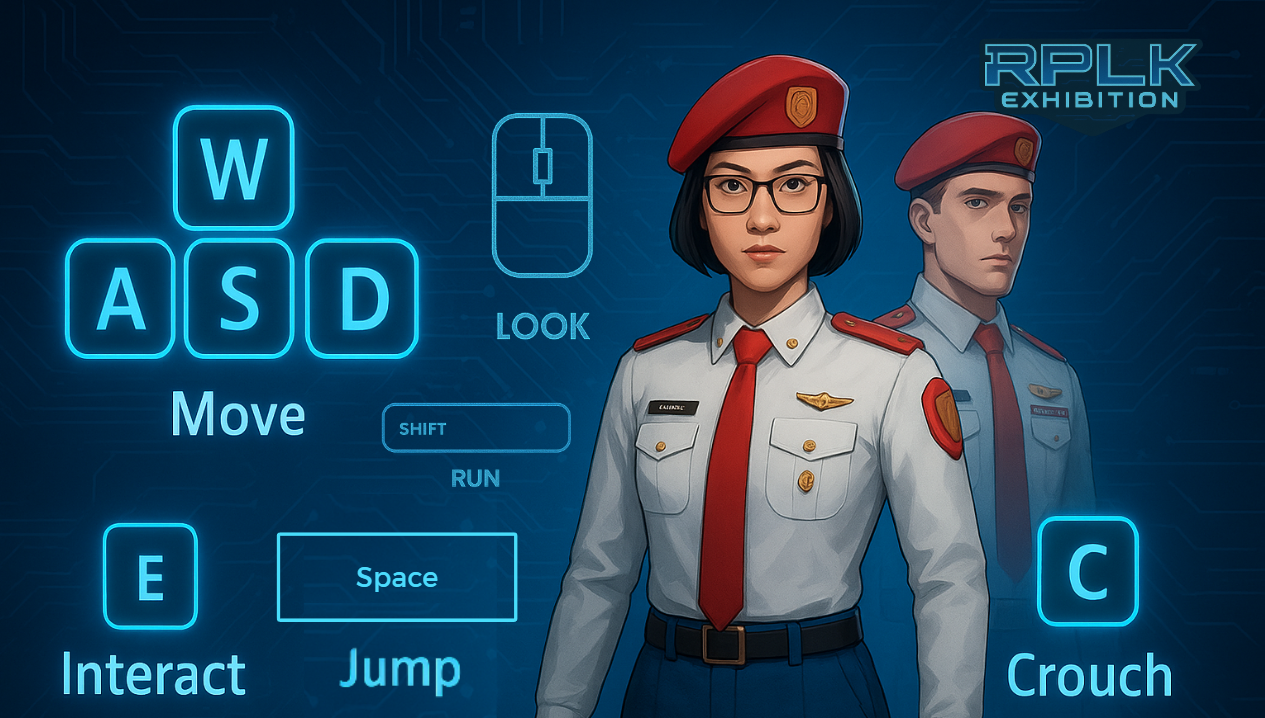 RPLK
EXHIBITION
W
A S D
Move
LOOK
SHIFT
RUN
E
Interact
Space
Jump
C
Crouch